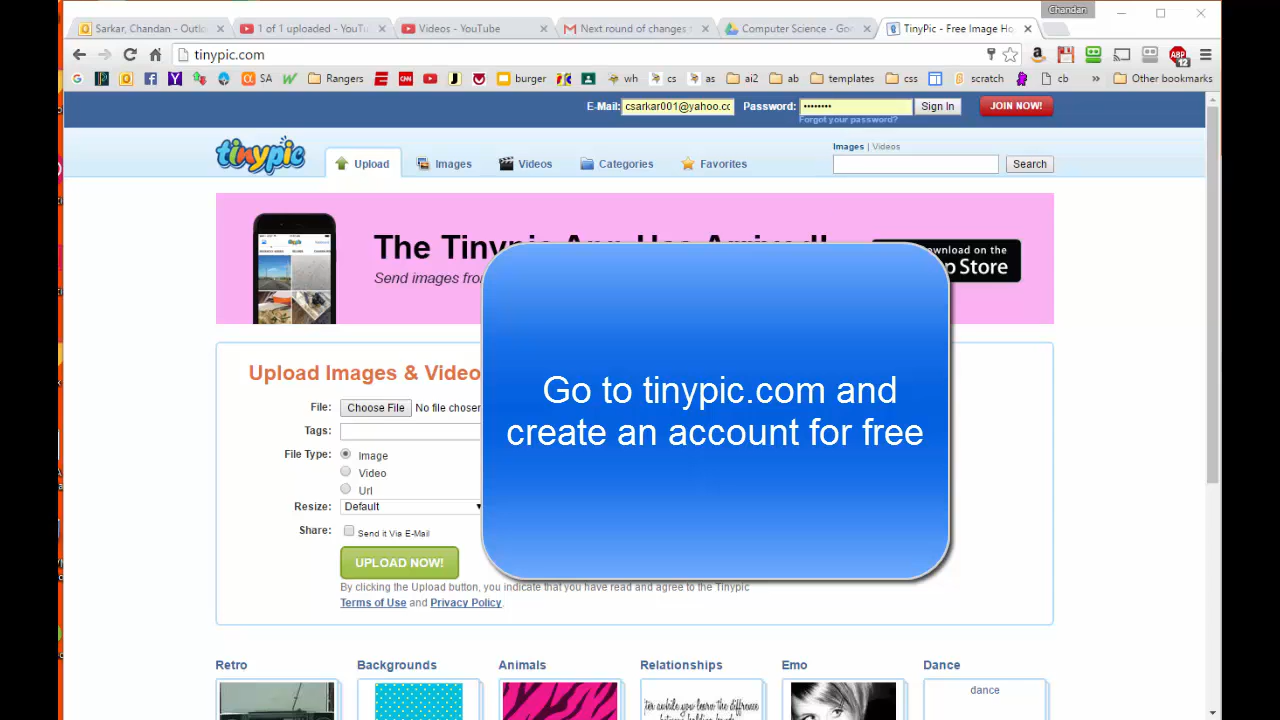 Chandan
Sarkar, Chandan - Outlo
1 of 1 uploaded - YouTu
Videos - YouTube
Next round of changes
Computer Science - Goo
TinyPic - Free Image Ho
tinypic.com
SA
Rangers
burger
wh
cs
as
ai2
ab
templates
css
scratch
cb
»
Other bookmarks
E-Mail: csarkar001@yahoo.cc Password: •••••••• Sign In JOIN NOW!
Forgot your password?
tinypic
Upload Images Videos Categories Favorites
Images | Videos
Search
The Tinypic App Has Arrived!
Send images fro
ownload on the
p Store
Upload Images & Video
File: Choose File No file chosen
Tags:
File Type: Image
Video
Url
Resize: Default
Share: Send it Via E-Mail
UPLOAD NOW!
By clicking the Upload button, you indicate that you have read and agree to the Tinypic
Terms of Use and Privacy Policy.
Go to tinypic.com and
create an account for free
Retro Backgrounds Animals Relationships Emo Dance
dance